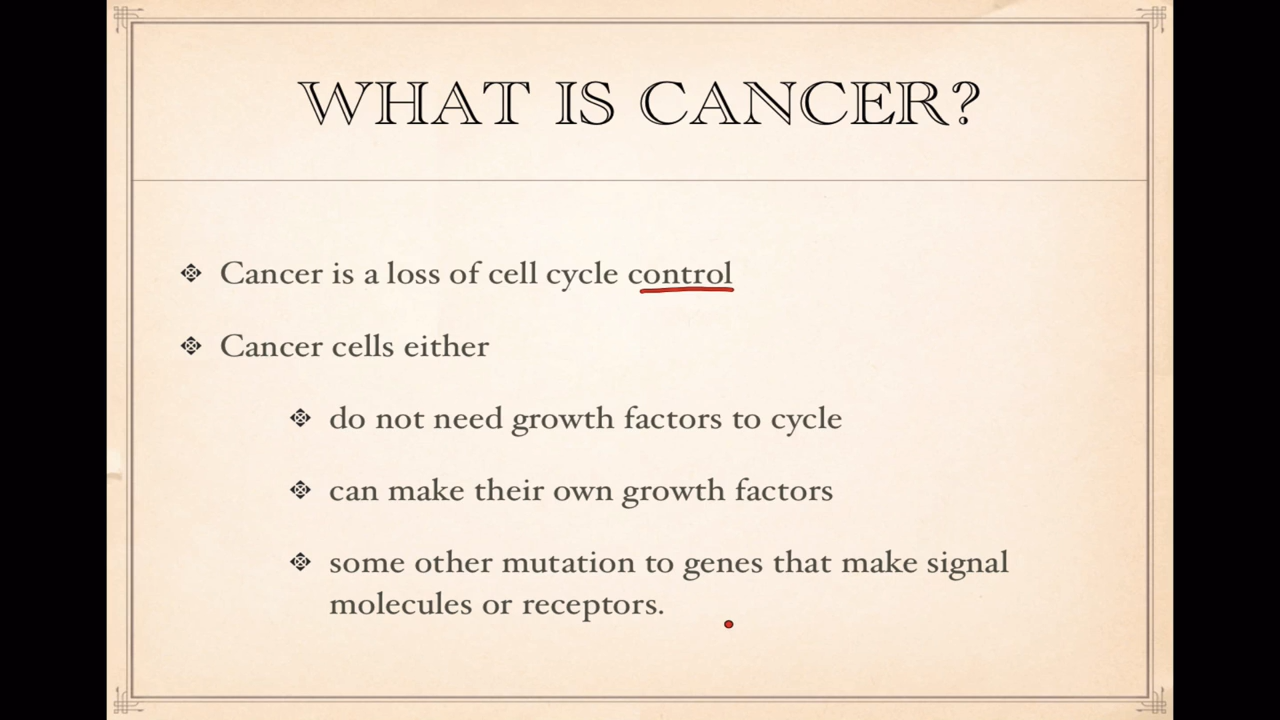 WHAT IS CANCER?
Cancer is a loss of cell cycle control
Cancer cells either
do not need growth factors to cycle
can make their own growth factors
some other mutation to genes that make signal
molecules or receptors.